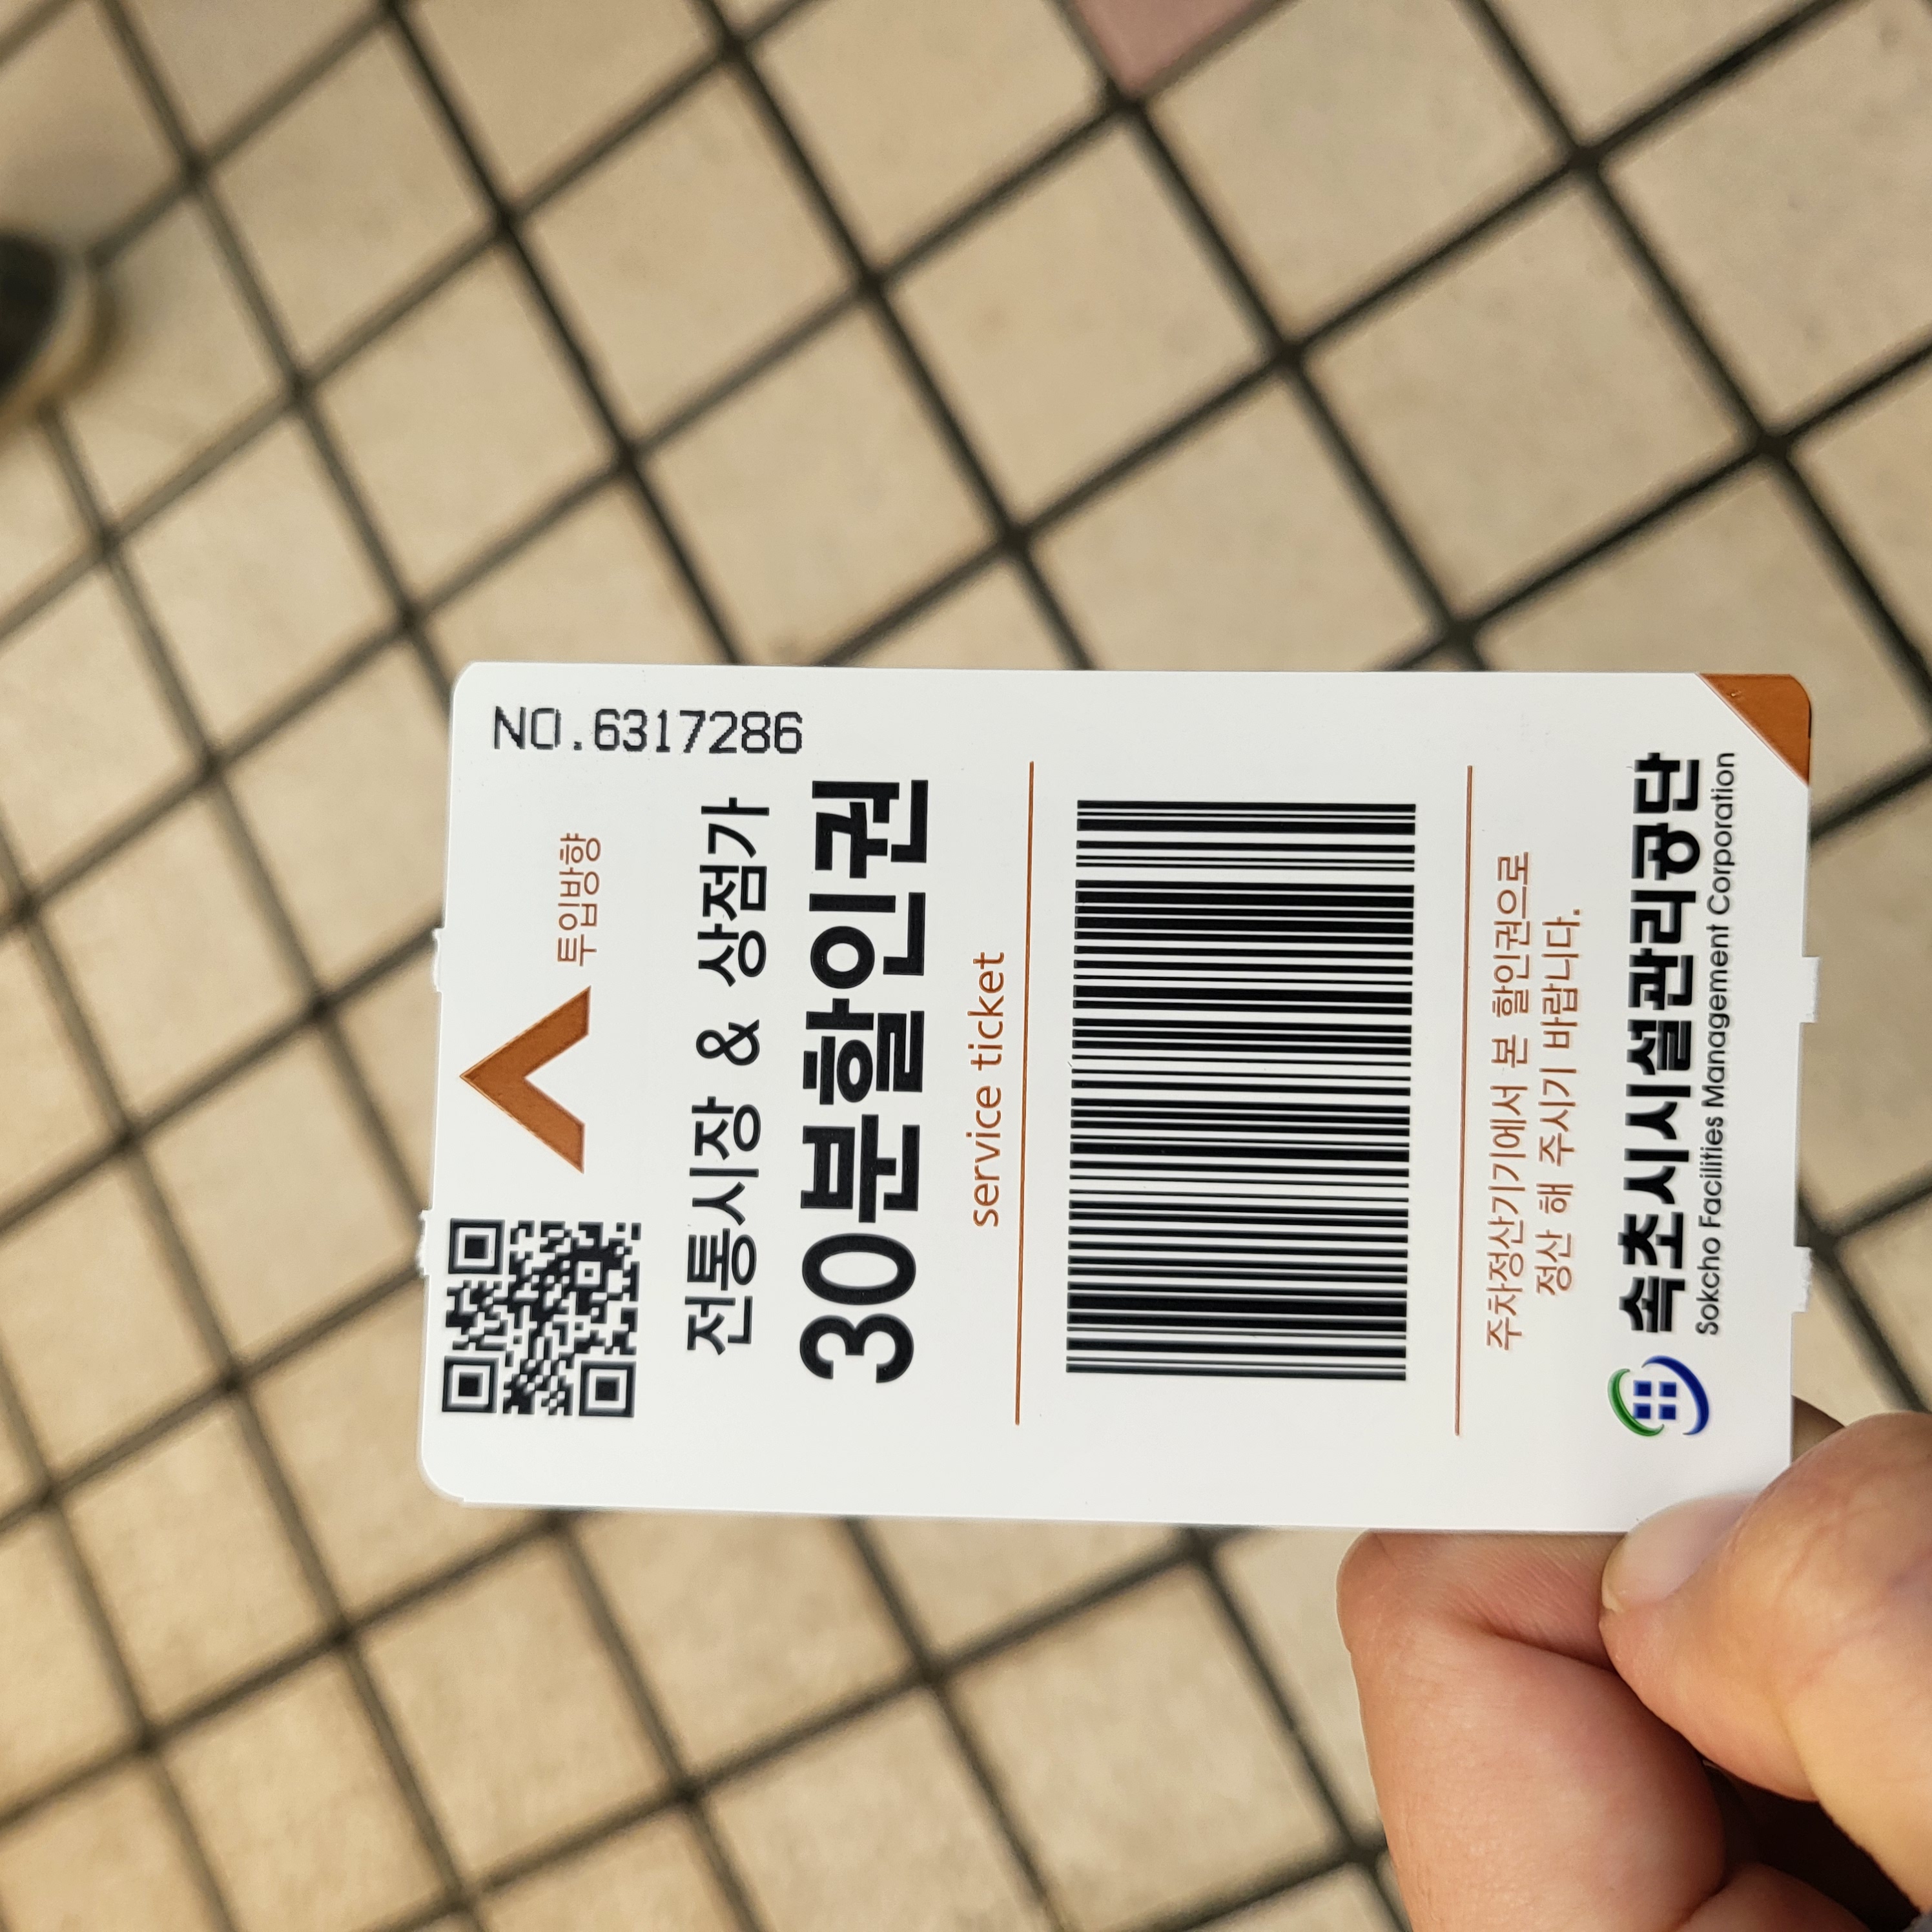 NO.6317286
투입방향
전통시장 & 상점가
30분할인권
service ticket
주차정산기기에서 본 할인권으로
정산 해 주시기 바랍니다.
속초시시설관리공단
Sokcho Facilities Management Corporation